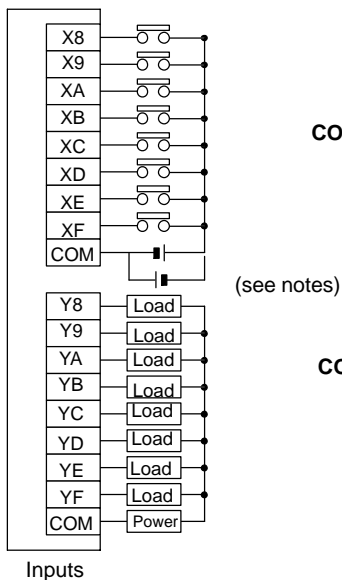 X8
X9
XA
XB
XC
XD
XE
XF
COM
(see notes)
Y8 Load
Y9 Load
YA Load
YB Load
YC Load
YD Load
YE Load
YF Load
COM Power
Inputs
CO
CO